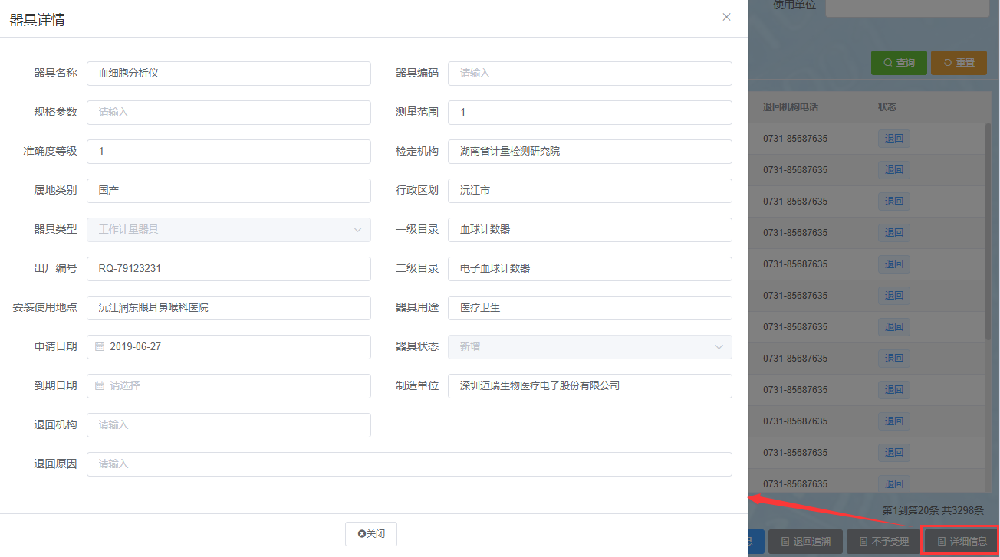 器具详情
使用单位
查询 重置
器具名称 血细胞分析仪 器具编码 请输入
规格参数 请输入 测量范围 1
准确度等级 1 检定机构 湖南省计量检测研究院
属地类别 国产 行政区划 沅江市
器具类型 工作计量器具 一级目录 血球计数器
出厂编号 RQ-79123231 二级目录 电子血球计数器
安装使用地点 沅江润东眼耳鼻喉科医院 器具用途 医疗卫生
申请日期 2019-06-27 器具状态 新增
到期日期 请选择 制造单位 深圳迈瑞生物医疗电子股份有限公司
退回机构 请输入
退回原因 请输入
关闭
退回机构电话 状态
0731-85687635 退回
0731-85687635 退回
0731-85687635 退回
0731-85687635 退回
0731-85687635 退回
0731-85687635 退回
0731-85687635 退回
0731-85687635 退回
0731-85687635 退回
0731-85687635 退回
0731-85687635 退回
0731-85687635 退回
第1到第20条 共3298条
息 退回追溯 不予受理 详细信息